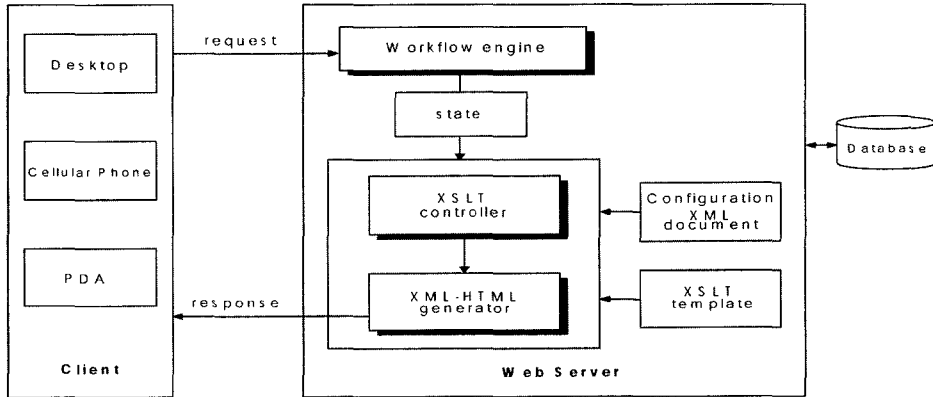 Desktop
Cellular Phone
PDA
Client
request
response
Workflow engine
state
XSLT
controller
XML-HTML
generator
Configuration
XML
document
XSLT
template
Web Server
Database